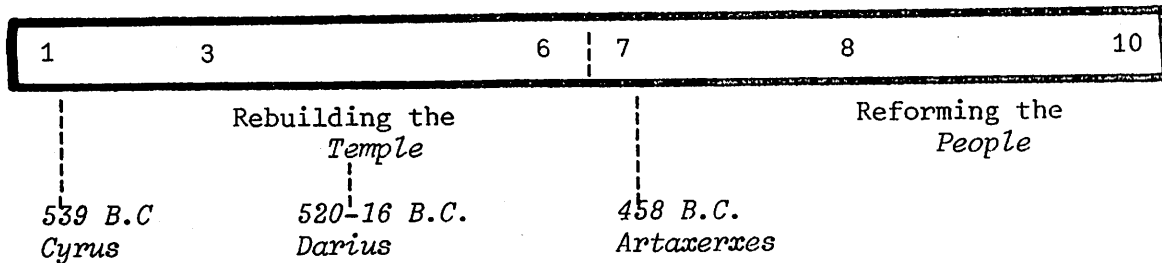 1 3 6 7 8 10
Rebuilding the Reforming the
Temple People
539 B.C 520-16 B.C. 458 B.C.
Cyrus Darius Artaxerxes